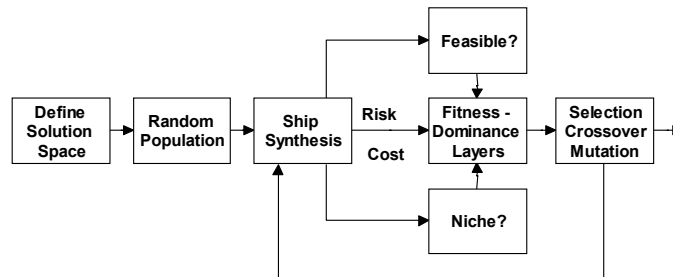 Feasible?
Define
Solution
Space
Random
Population
Ship
Synthesis
Risk
Cost
Fitness -
Dominance
Layers
Selection
Crossover
Mutation
Niche?